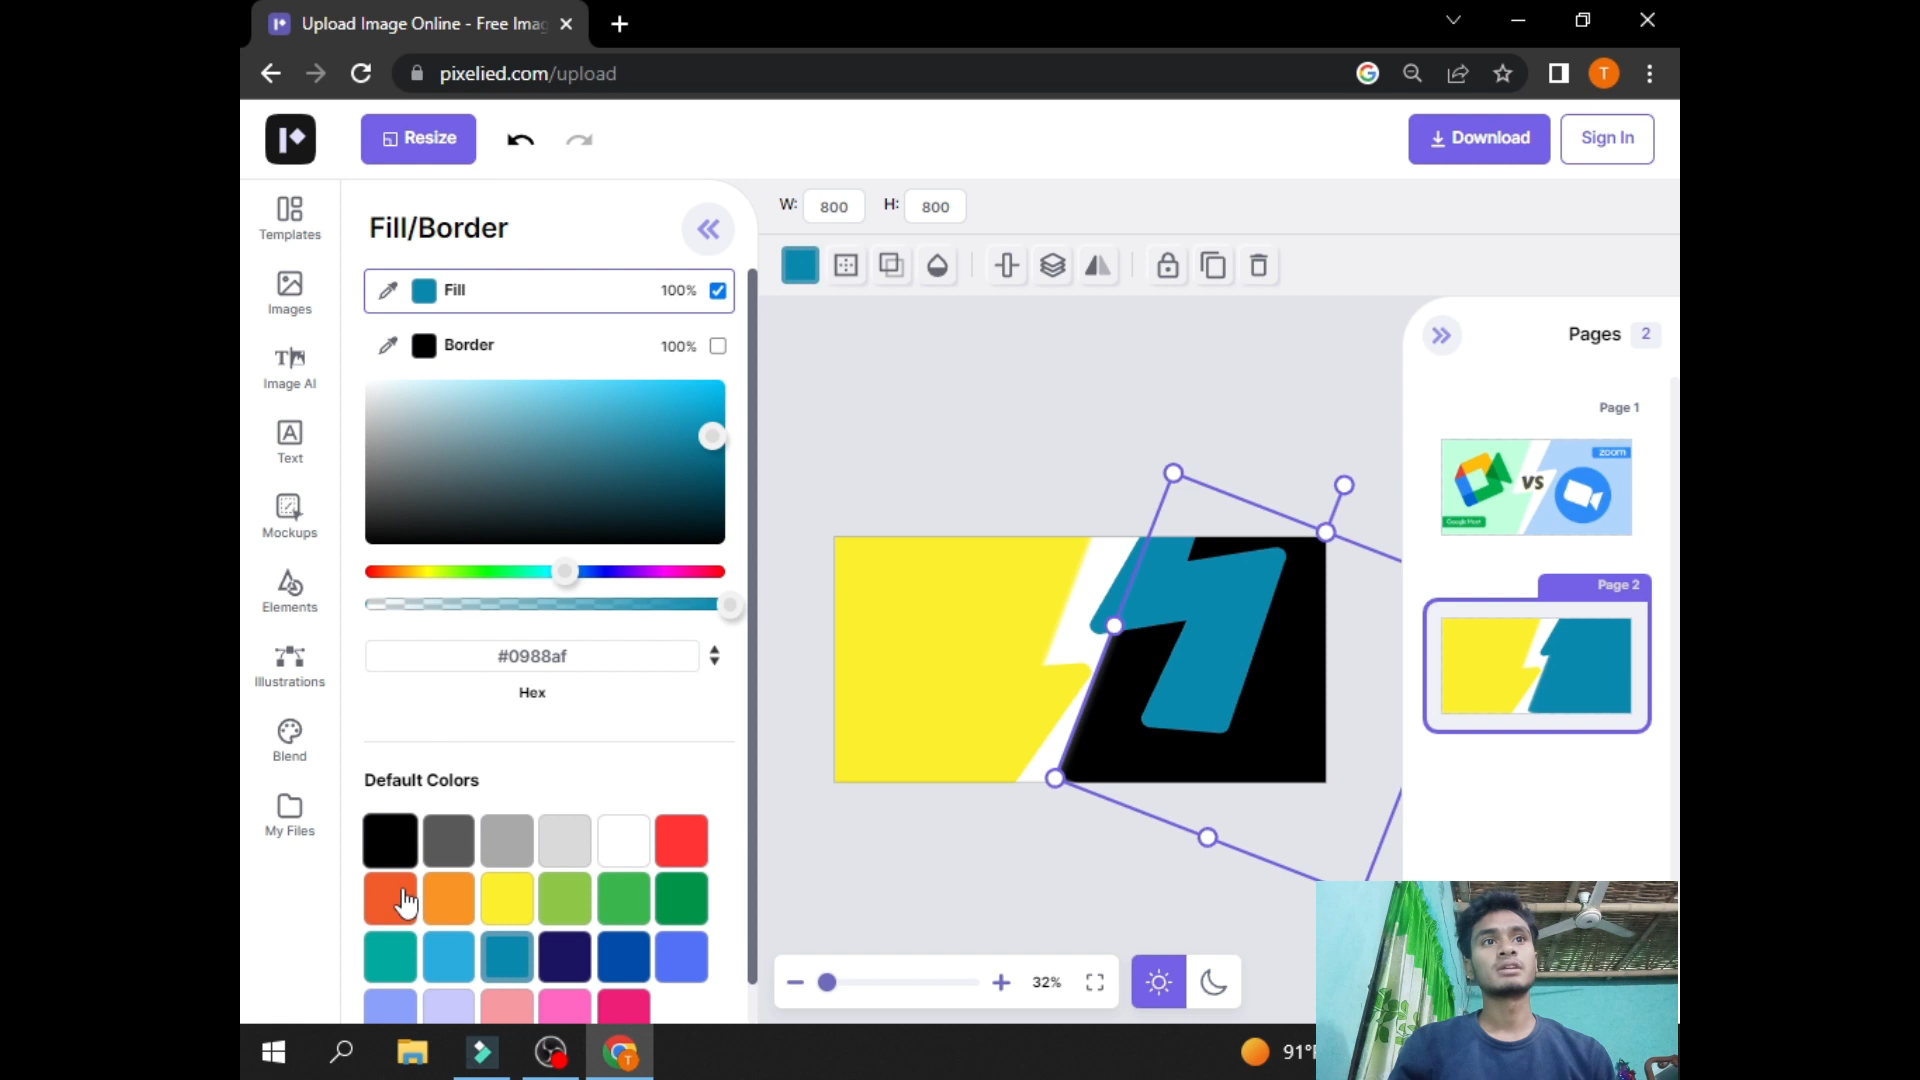 Upload Image Online - Free Imag
pixelied.com/upload
T
Resize
Download
Sign In
Templates
Images
Image AI
Text
Mockups
Elements
Illustrations
Blend
My Files
Fill/Border
Fill
100%
Border
100%
#0988af
Hex
Default Colors
W: 800 H: 800
Pages 2
Page 1
zoom
VS
Google Meet
Page 2
32%
T
91°F